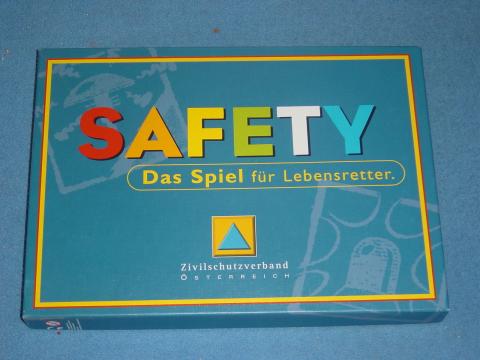 SAFETY
Das Spiel für Lebensretter.
Zivilschutzverband
ÖSTERREICH